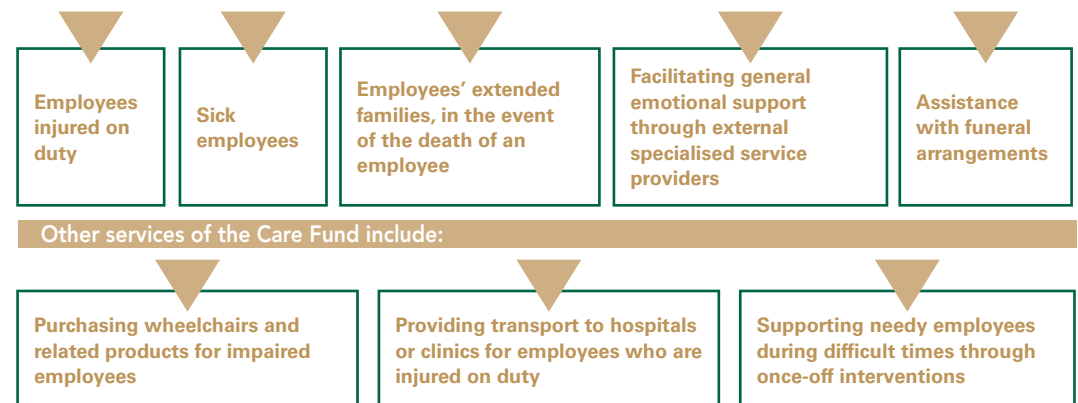 Employees
injured on
duty
Sick
employees
Employees’ extended
families, in the event
of the death of an
employee
Facilitating general
emotional support
through external
specialised service
providers
Assistance
with funeral
arrangements
Other services of the Care Fund include:
Purchasing wheelchairs and
related products for impaired
employees
Providing transport to hospitals
or clinics for employees who are
injured on duty
Supporting needy employees
during difficult times through
once-off interventions